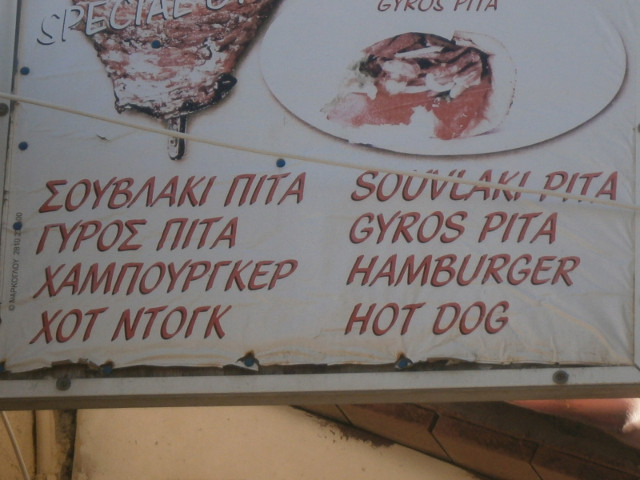 SPECIAL
GYROS PITA
ΣΟΥΒΛΑΚΙ ΠΙΤΑ
ΓΥΡΟΣ ΠΙΤΑ
ΧΑΜΠΟΥΡΓΚΕΡ
ΧΟΤ ΝΤΟΓΚ
SOUVLAKI PITA
GYROS PITA
HAMBURGER
HOT DOG